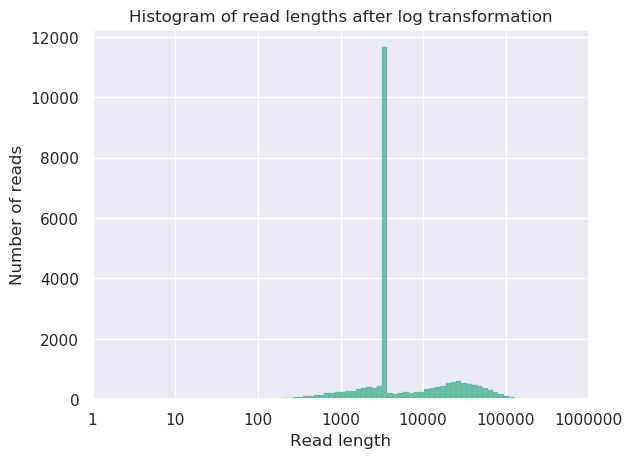 Histogram of read lengths after log transformation
12000
10000
8000
6000
4000
2000
0
Number of reads
1 10 100 1000 10000 100000 1000000
Read length